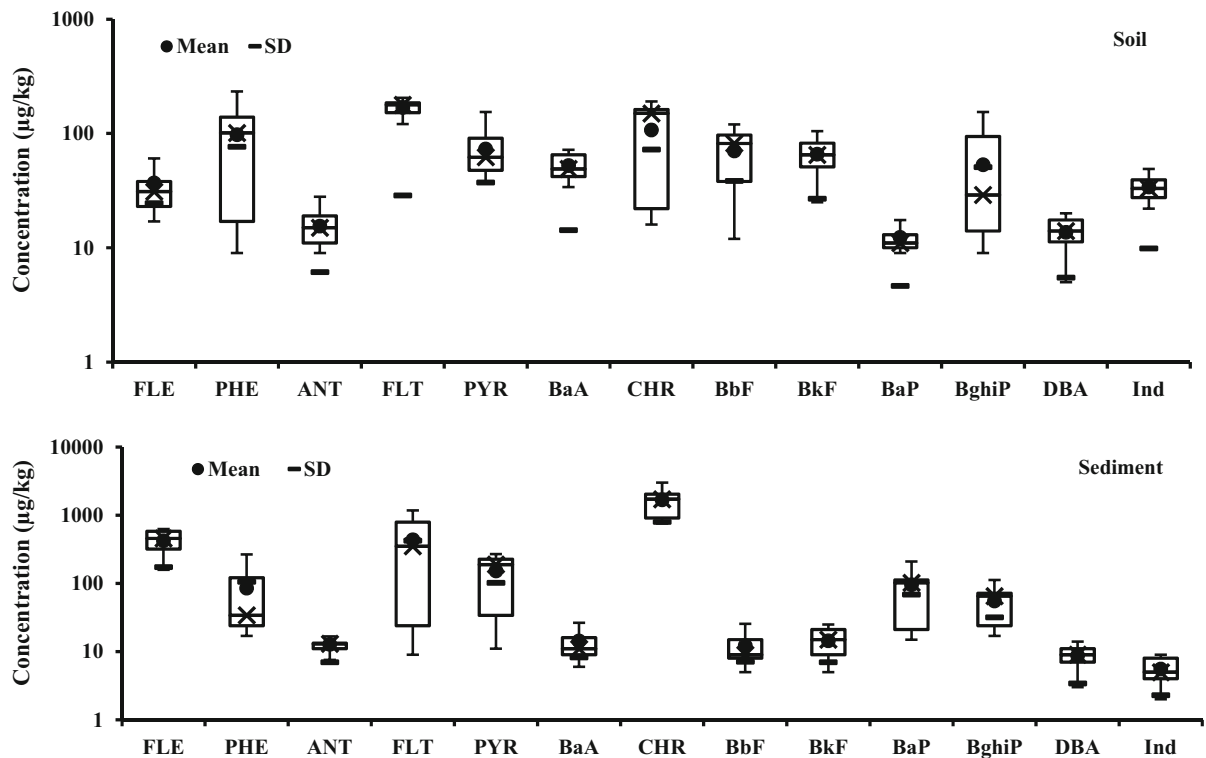 1000
Mean SD
Soil
100
10
1
Concentration (µg/kg)
FLE PHE ANT FLT PYR BaA CHR BbF BkF BaP BghiP DBA Ind
10000
Mean SD
Sediment
1000
100
10
1
Concentration (µg/kg)
FLE PHE ANT FLT PYR BaA CHR BbF BkF BaP BghiP DBA Ind